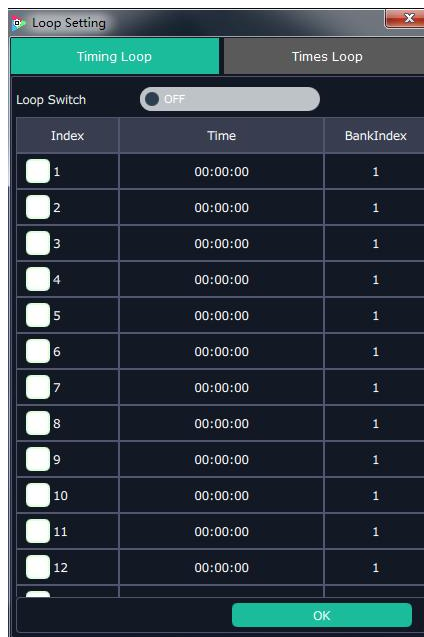 Loop Setting
Timing Loop Times Loop
Loop Switch OFF
Index Time BankIndex
1 00:00:00 1
2 00:00:00 1
3 00:00:00 1
4 00:00:00 1
5 00:00:00 1
6 00:00:00 1
7 00:00:00 1
8 00:00:00 1
9 00:00:00 1
10 00:00:00 1
11 00:00:00 1
12 00:00:00 1
OK